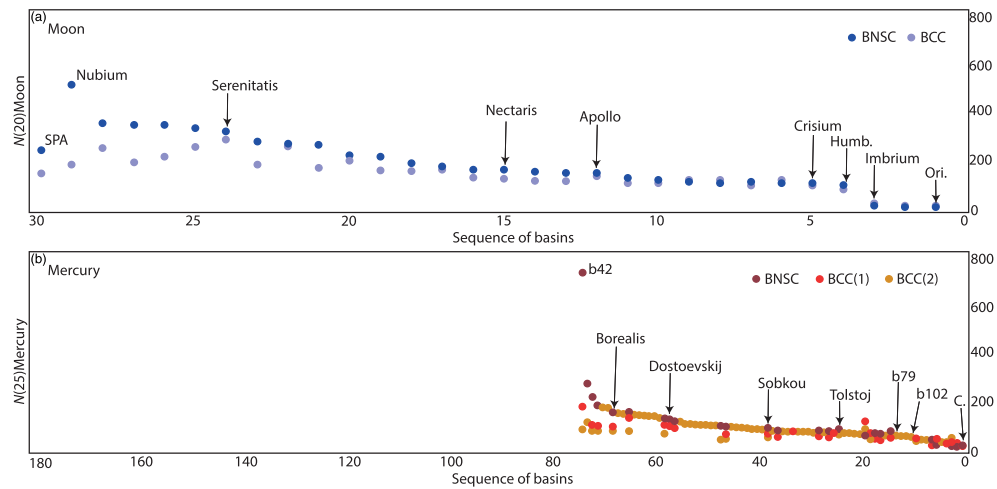 (a)
Moon
800
BNSC
BCC
600
Nubium
Serenitatis
400
Nectaris
Apollo
Crisium
Humb.
SPA
200
Imbrium
Ori.
0
N(20)Moon
30
25
20
15
10
5
0
Sequence of basins
(b)
Mercury
800
b42
BNSC
BCC(1)
BCC(2)
600
Borealis
400
Dostoevskij
Sobkou
b79
Tolstoj
b102
C.
200
0
N(25)Mercury
180
160
140
120
100
80
60
40
20
0
Sequence of basins